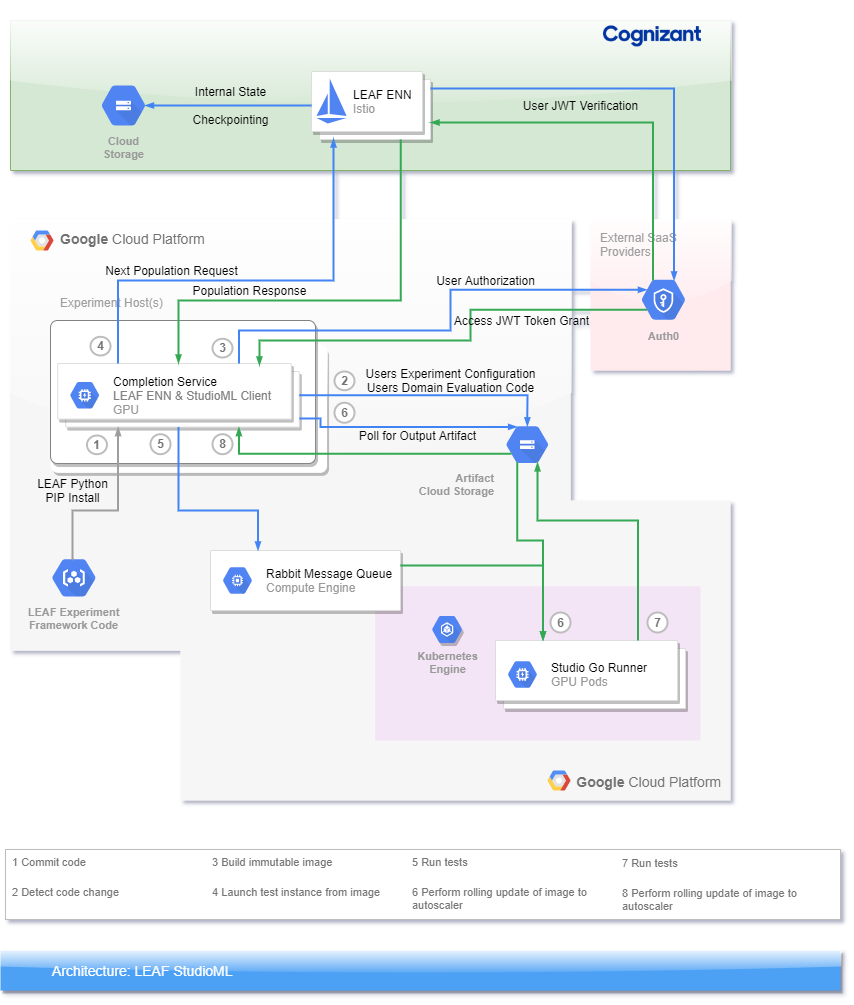 Cognizant
Internal State
Checkpointing
LEAF ENN
Istio
User JWT Verification
Cloud
Storage
Google Cloud Platform
External SaaS
Providers
Next Population Request
Population Response
User Authorization
Experiment Host(s)
Access JWT Token Grant
Auth0
4
3
Completion Service
LEAF ENN & StudioML Client
GPU
2
Users Experiment Configuration
Users Domain Evaluation Code
6
Poll for Output Artifact
1
5
8
LEAF Python
PIP Install
Artifact
Cloud Storage
Rabbit Message Queue
Compute Engine
LEAF Experiment
Framework Code
6
7
Kubernetes
Engine
Studio Go Runner
GPU Pods
Google Cloud Platform
1 Commit code
2 Detect code change
3 Build immutable image
4 Launch test instance from image
5 Run tests
6 Perform rolling update of image to
autoscaler
7 Run tests
8 Perform rolling update of image to
autoscaler
Architecture: LEAF StudioML